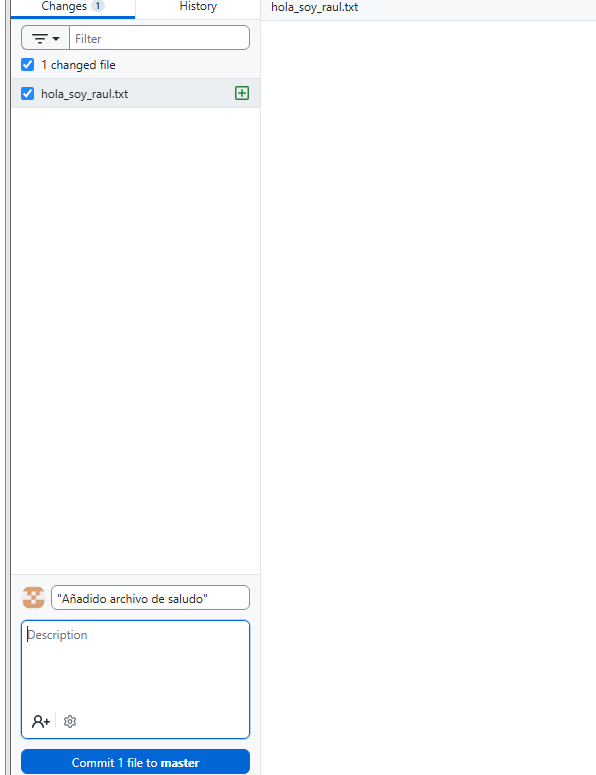 Changes 1
History
hola_soy_raul.txt
Filter
1 changed file
hola_soy_raul.txt
"Añadido archivo de saludo"
Description
Commit 1 file to master